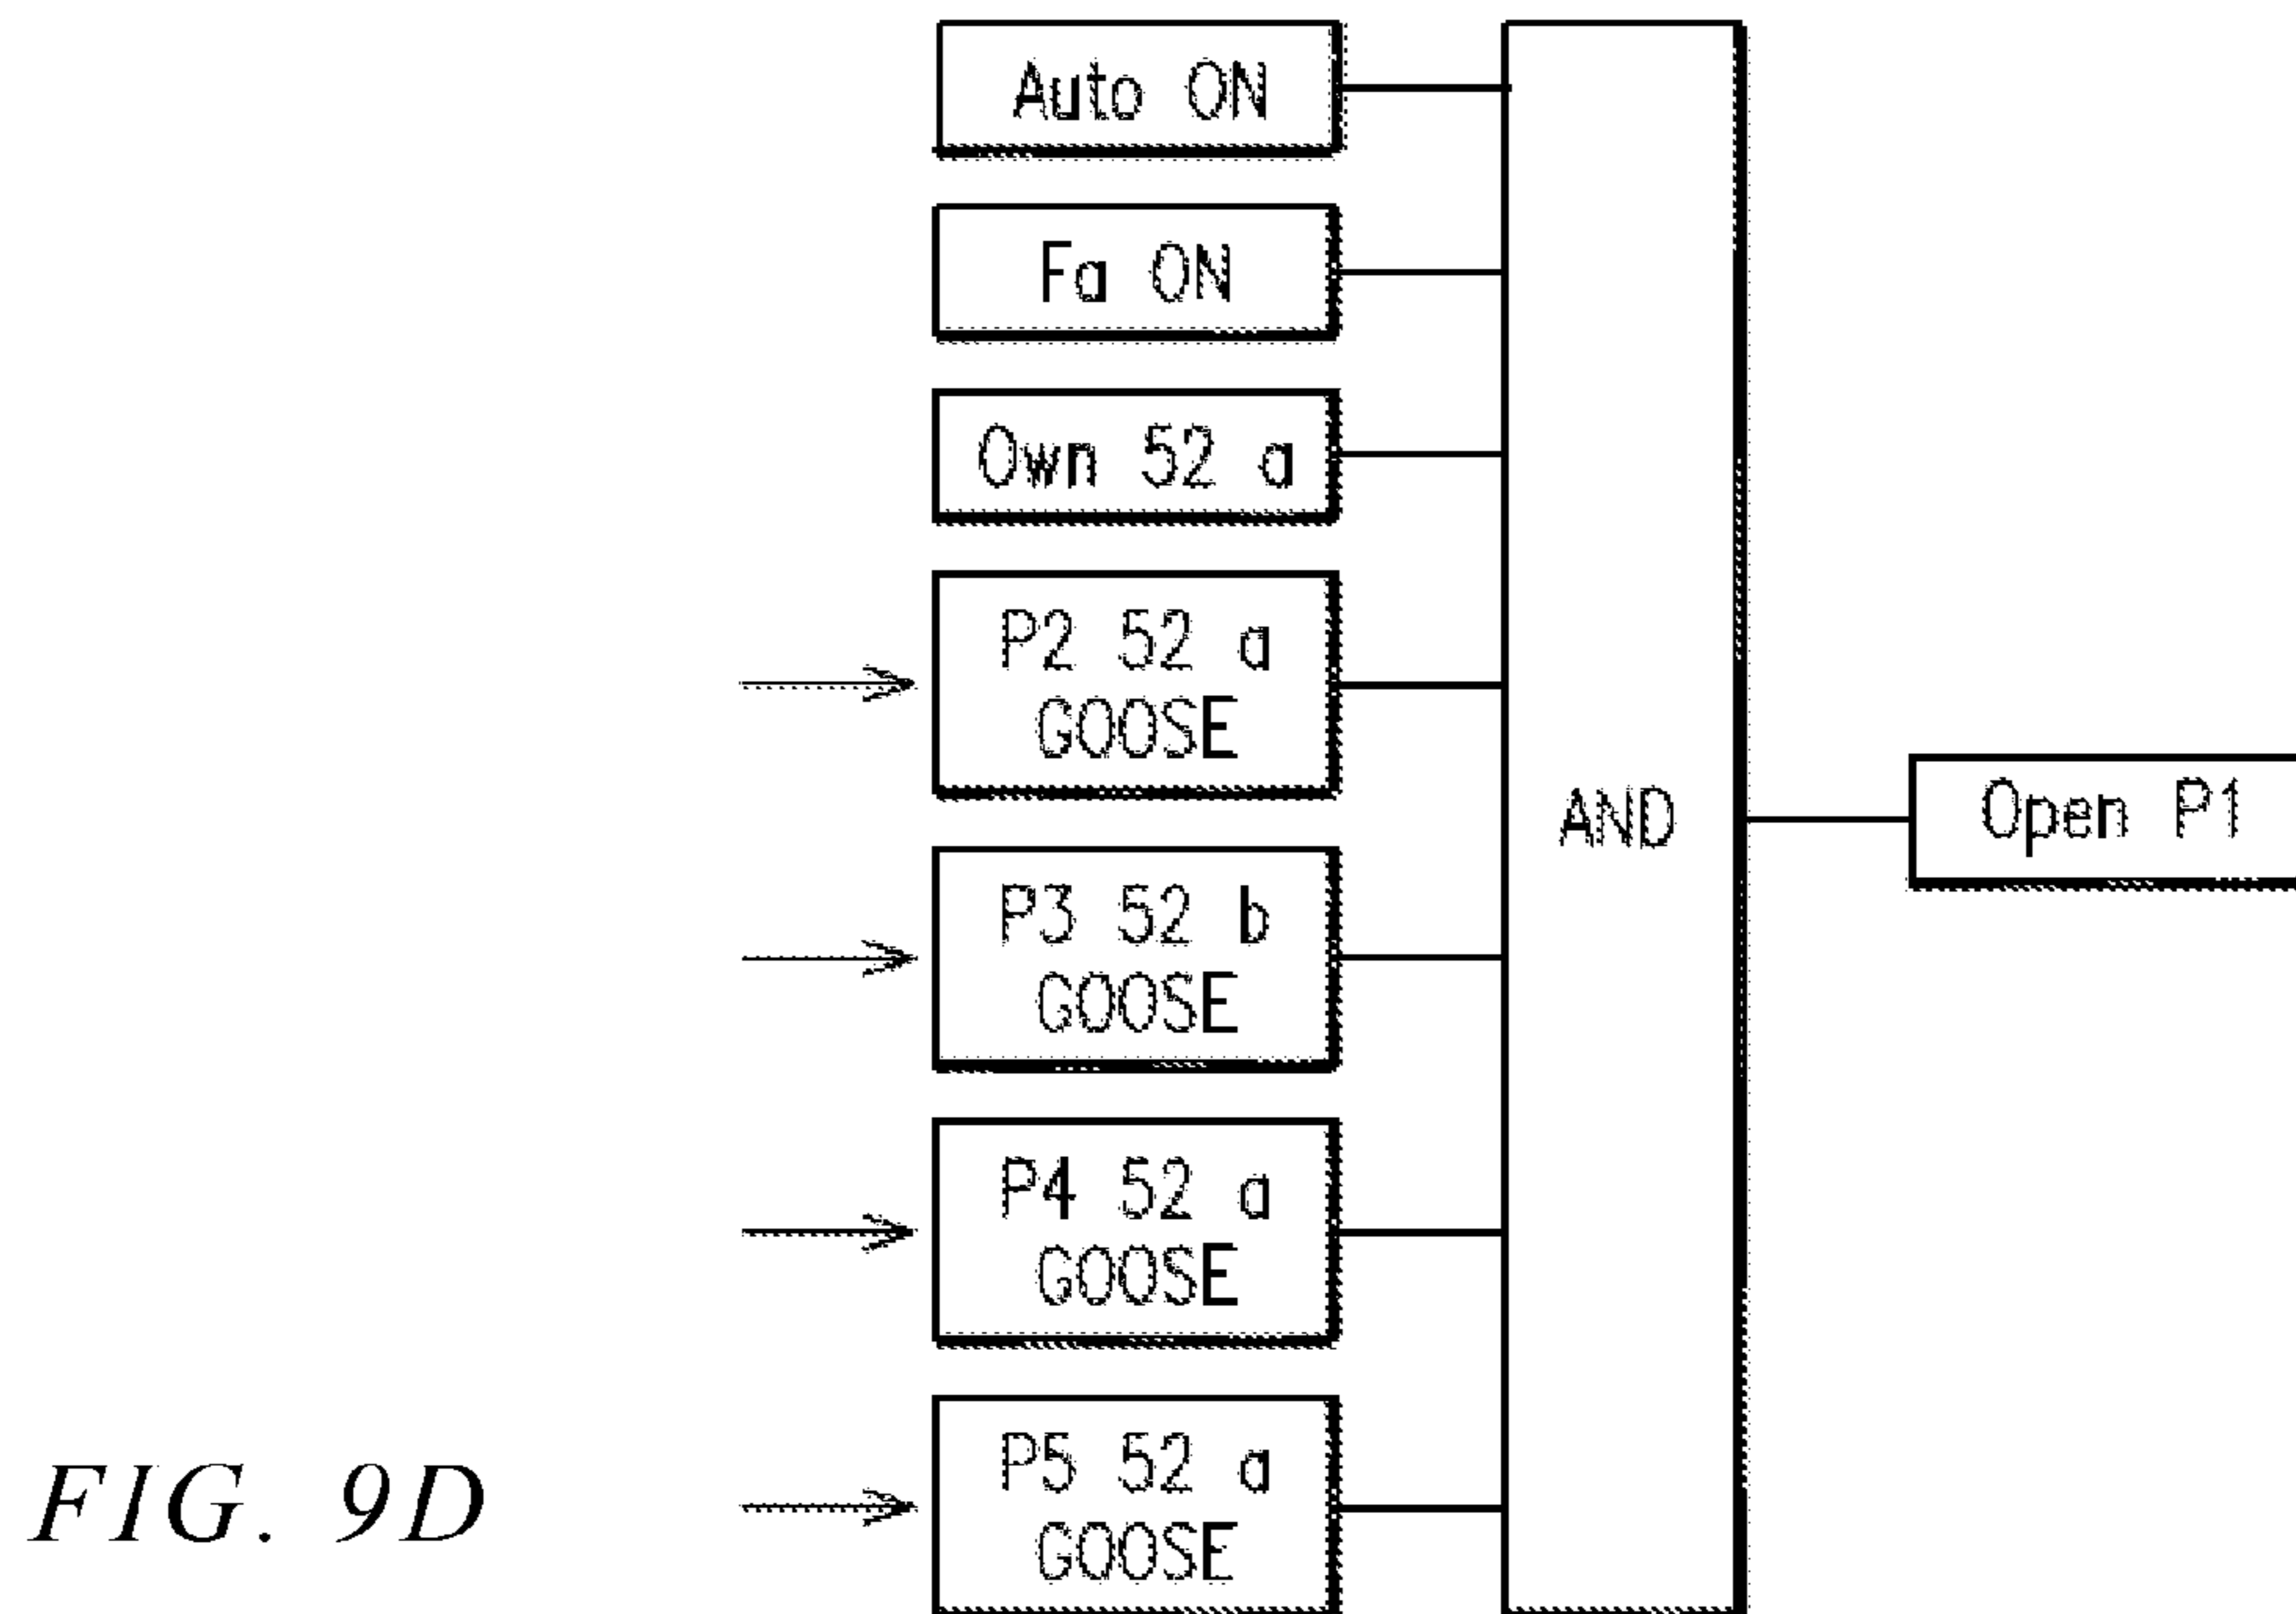 Auto ON
Fa ON
Own 52 a
P2 52 a
GOOSE
P3 52 b
GOOSE
P4 52 a
GOOSE
P5 52 a
GOOSE
AND
Open P1
FIG. 9D